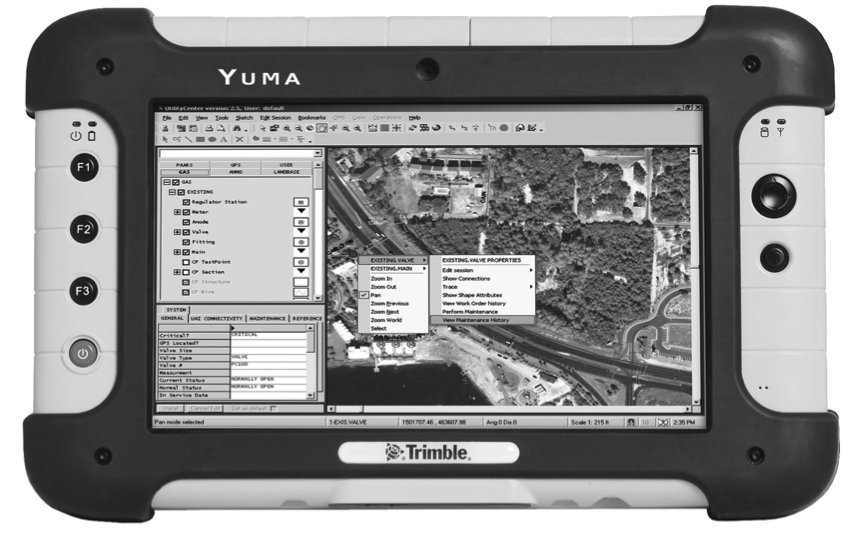 YUMA
UtilityCenter version: 2.5, User: default
File Edit View Tools Sketch Edit Session Bookmarks GMS Crew Operations Help
F1
F2
F3
PAARS GPS USER
GAS ANNO LANDBASE
GAS
EXISTING
Regulator Station
Meter
Anode
Valve
Fitting
Main
CP TestPoint
CP Section
CP Structure
CP Wire
EXISTING.VALVE
EXISTING.MAIN
Zoom In
Zoom Out
Pan
Zoom Previous
Zoom Next
Zoom World
Select
EXISTING.VALVE PROPERTIES
Edit session
Show Connections
Trace
Show Shape Attributes
View Work Order history
Perform Maintenance
View Maintenance History
SYSTEM
GENERAL UAI CONNECTIVITY MAINTENANCE REFERENCE
Critical? CRITICAL
GPS Located?
Valve Size
Valve Type VALVE
Valve # PC100
Measurment
Current Status NORMALLY OPEN
Normal Status NORMALLY OPEN
In Service Date
Install Cancel Edit Set as default
Pan mode selected 1-EXIS.VALVE 1501707.46 , 463607.88 Ang:0 Dis:0 Scale 1: 215 ft 10 2:35 PM
Trimble